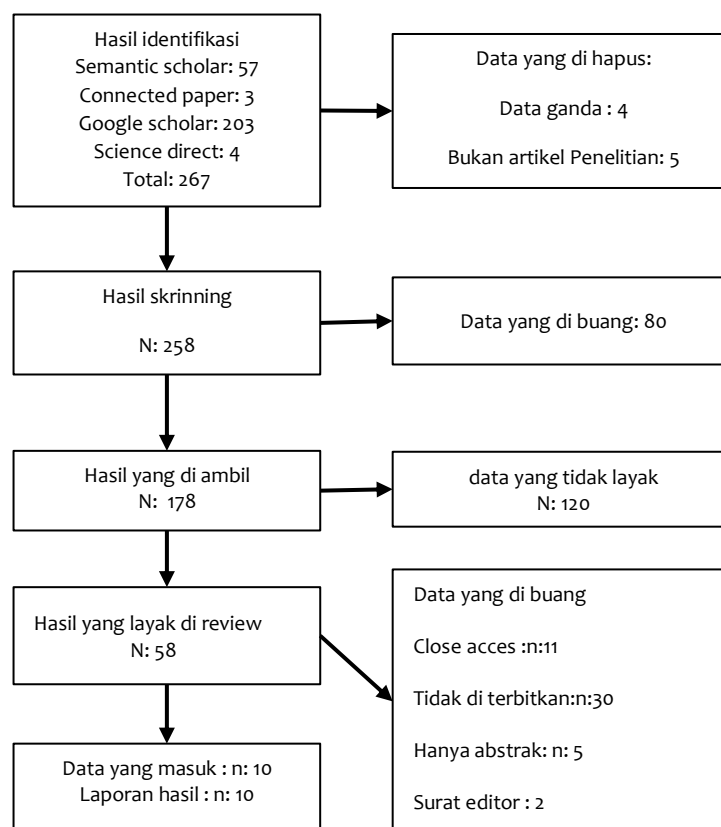 Hasil identifikasi
Semantic scholar: 57
Connected paper: 3
Google scholar: 203
Science direct: 4
Total: 267
Data yang di hapus:
Data ganda : 4
Bukan artikel Penelitian: 5
Hasil skrinning
N: 258
Data yang di buang: 80
Hasil yang di ambil
N: 178
data yang tidak layak
N: 120
Hasil yang layak di review
N: 58
Data yang di buang
Close acces :n:11
Tidak di terbitkan:n:30
Hanya abstrak: n: 5
Surat editor : 2
Data yang masuk : n: 10
Laporan hasil : n: 10